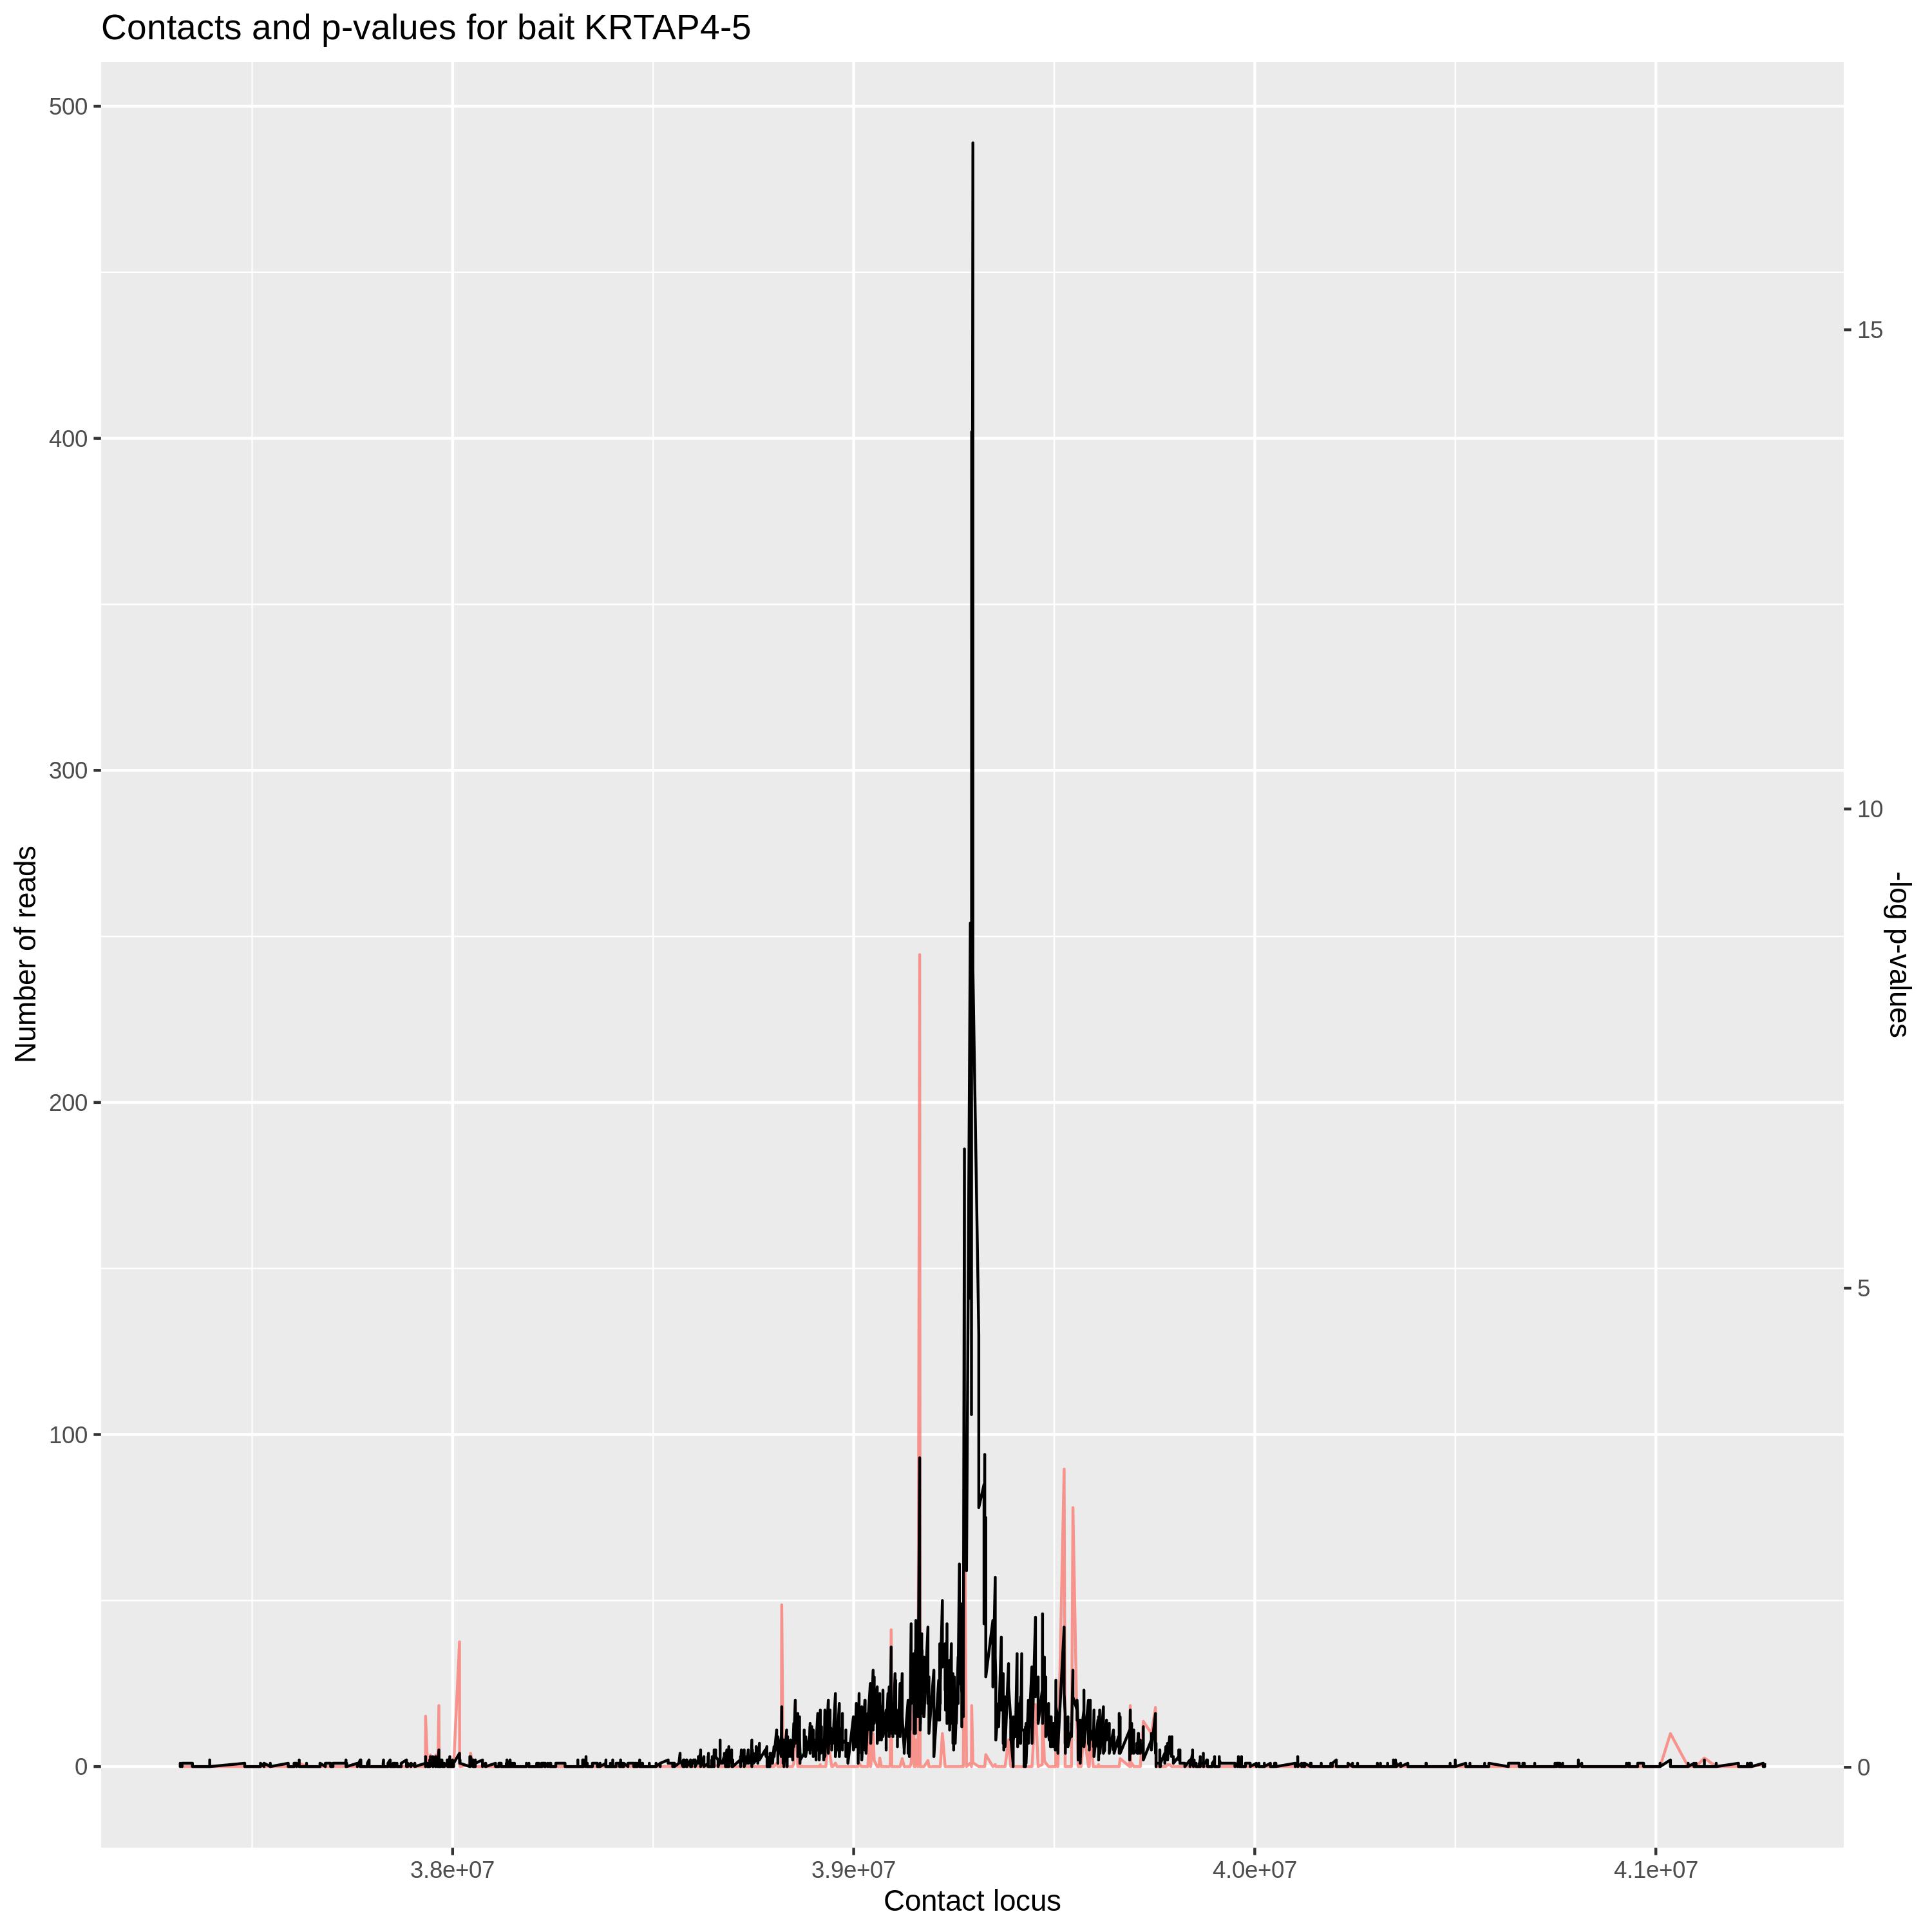 Contacts and p-values for bait KRTAP4-5
500
400
300
200
100
0
Number of reads
15
10
5
0
-log p-values
3.8e+07
3.9e+07
4.0e+07
4.1e+07
Contact locus